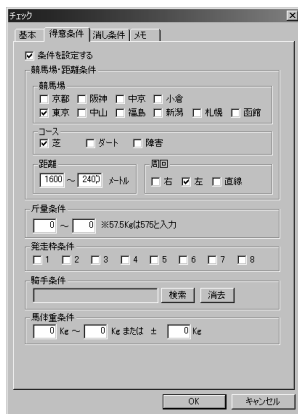 チェック
基本 得意条件 消し条件 メモ
条件を設定する
競馬場・距離条件
競馬場
京都 阪神 中京 小倉
東京 中山 福島 新潟 札幌 函館
コース
芝 ダート 障害
距離 周回
1600 ～ 2400 メートル 右 左 直線
斤量条件
0 ～ 0 ※57.5Kgは575と入力
発走枠条件
1 2 3 4 5 6 7 8
騎手条件
検索 消去
馬体重条件
0 Kg ～ 0 Kg または ± 0 Kg
OK キャンセル